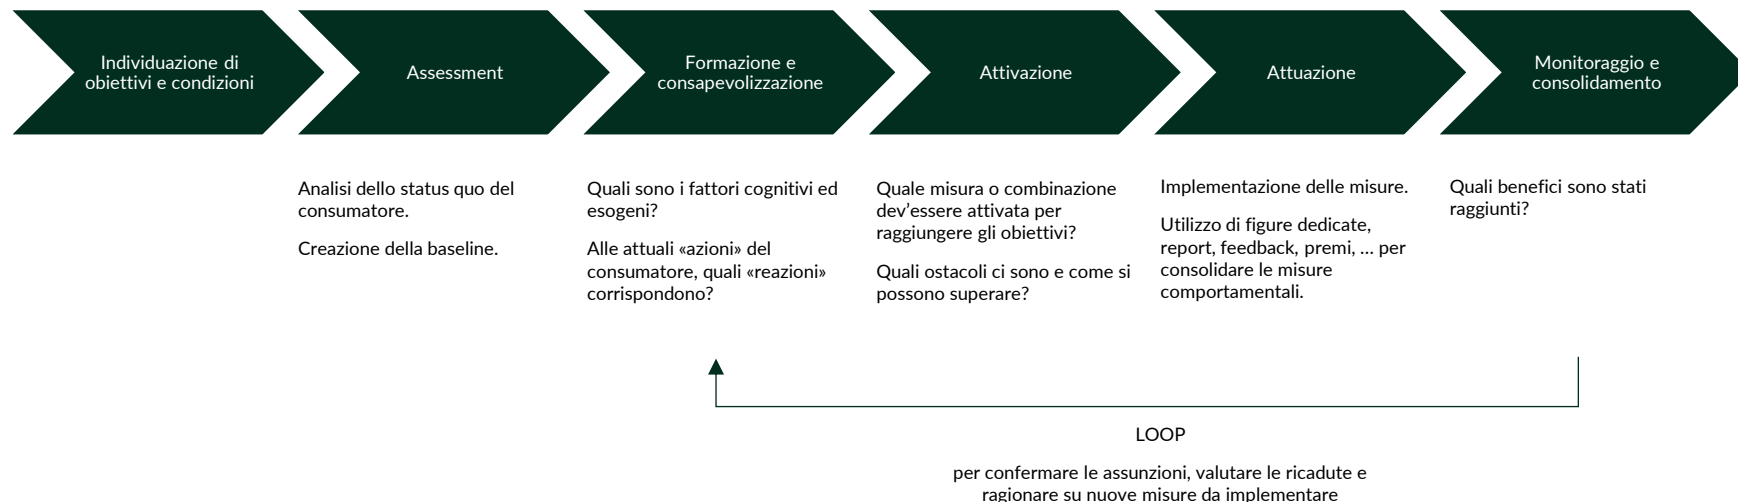 Individuazione di
obiettivi e condizioni
Assessment
Formazione e
consapevolizzazione
Attivazione
Attuazione
Monitoraggio e
consolidamento
Analisi dello status quo del
consumatore.
Creazione della baseline.
Quali sono i fattori cognitivi ed
esogeni?
Alle attuali «azioni» del
consumatore, quali «reazioni»
corrispondono?
Quale misura o combinazione
dev’essere attivata per
raggiungere gli obiettivi?
Quali ostacoli ci sono e come si
possono superare?
Implementazione delle misure.
Utilizzo di figure dedicate,
report, feedback, premi, … per
consolidare le misure
comportamentali.
Quali benefici sono stati
raggiunti?
LOOP
per confermare le assunzioni, valutare le ricadute e
ragionare su nuove misure da implementare